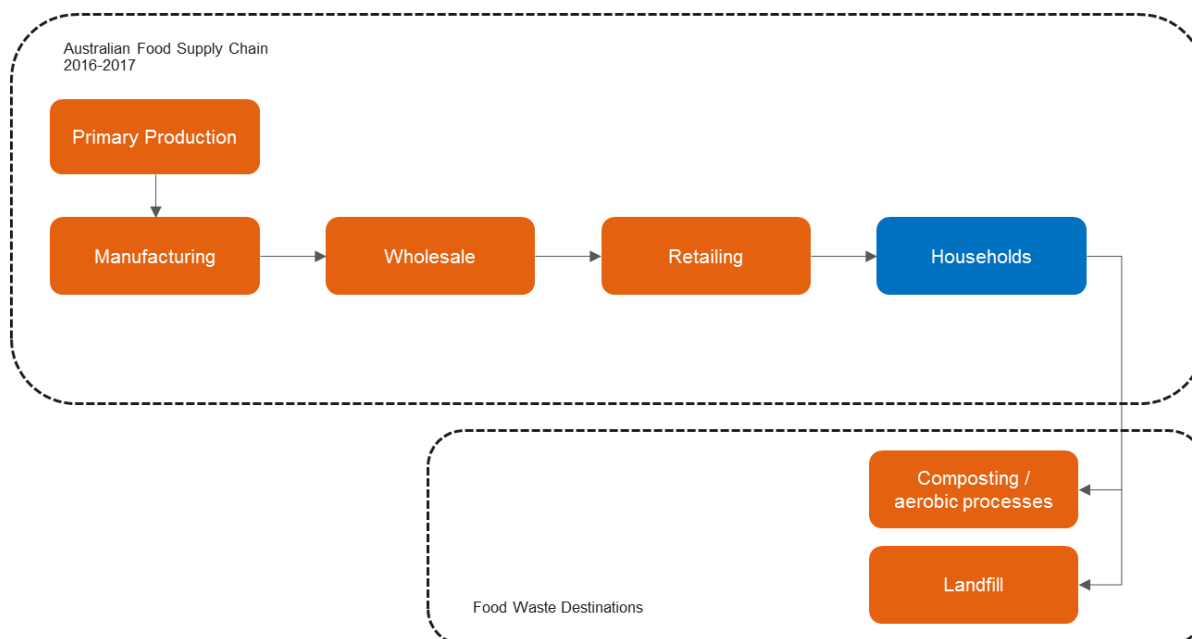 Australian Food Supply Chain
2016-2017
Primary Production
Manufacturing
Wholesale
Retailing
Households
Composting /
aerobic processes
Landfill
Food Waste Destinations